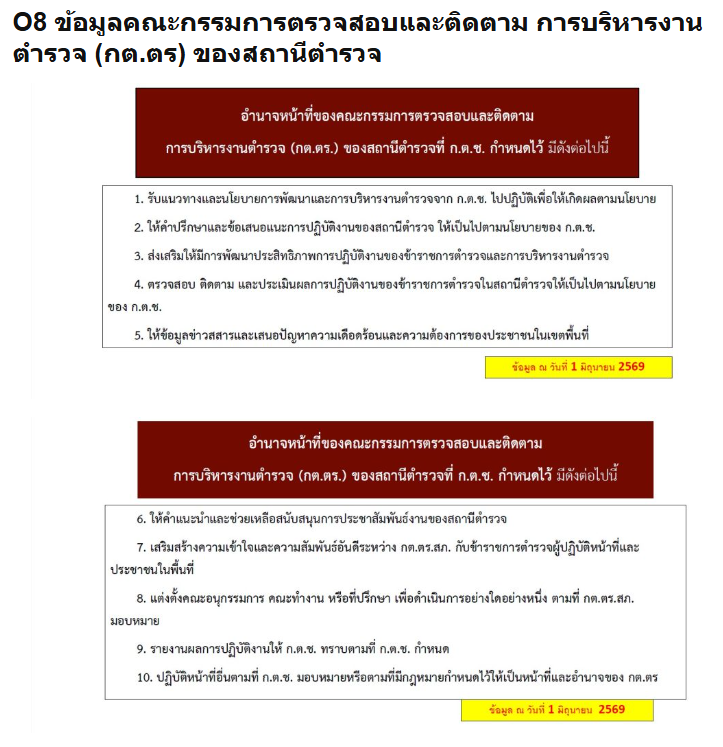 O8 ข้อมูลคณะกรรมการตรวจสอบและติดตาม การบริหารงาน
ตำรวจ (กต.ตร) ของสถานีตำรวจ
อำนาจหน้าที่ของคณะกรรมการตรวจสอบและติดตาม
การบริหารงานตำรวจ (กต.ตร.) ของสถานีตำรวจที่ ก.ต.ช. กำหนดไว้ มีดังต่อไปนี้
1. รับแนวทางและนโยบายการพัฒนาและการบริหารงานตำรวจจาก ก.ต.ช. ไปปฏิบัติเพื่อให้เกิดผลตามนโยบาย
2. ให้คำปรึกษาและข้อเสนอแนะการปฏิบัติงานของสถานีตำรวจ ให้เป็นไปตามนโยบายของ ก.ต.ช.
3. ส่งเสริมให้มีการพัฒนาประสิทธิภาพการปฏิบัติงานของข้าราชการตำรวจและการบริหารงานตำรวจ
4. ตรวจสอบ ติดตาม และประเมินผลการปฏิบัติงานของข้าราชการตำรวจในสถานีตำรวจให้เป็นไปตามนโยบาย
ของ ก.ต.ช.
5. ให้ข้อมูลข่าวสสารและเสนอปัญหาความเดือดร้อนและความต้องการของประชาชนในเขตพื้นที่
ข้อมูล ณ วันที่ 1 มิถุนายน 2569
อำนาจหน้าที่ของคณะกรรมการตรวจสอบและติดตาม
การบริหารงานตำรวจ (กต.ตร.) ของสถานีตำรวจที่ ก.ต.ช. กำหนดไว้ มีดังต่อไปนี้
6. ให้คำแนะนำและช่วยเหลือสนับสนุนการประชาสัมพันธ์งานของสถานีตำรวจ
7. เสริมสร้างความเข้าใจและความสัมพันธ์อันดีระหว่าง กต.ตร.สภ. กับข้าราชการตำรวจผู้ปฏิบัติหน้าที่และ
ประชาชนในพื้นที่
8. แต่งตั้งคณะอนุกรรมการ คณะทำงาน หรือที่ปรึกษา เพื่อดำเนินการอย่างใดอย่างหนึ่ง ตามที่ กต.ตร.สภ.
มอบหมาย
9. รายงานผลการปฏิบัติงานให้ ก.ต.ช. ทราบตามที่ ก.ต.ช. กำหนด
10. ปฏิบัติหน้าที่อื่นตามที่ ก.ต.ช. มอบหมายหรือตามที่มีกฎหมายกำหนดไว้ให้เป็นหน้าที่และอำนาจของ กต.ตร
ข้อมูล ณ วันที่ 1 มิถุนายน 2569